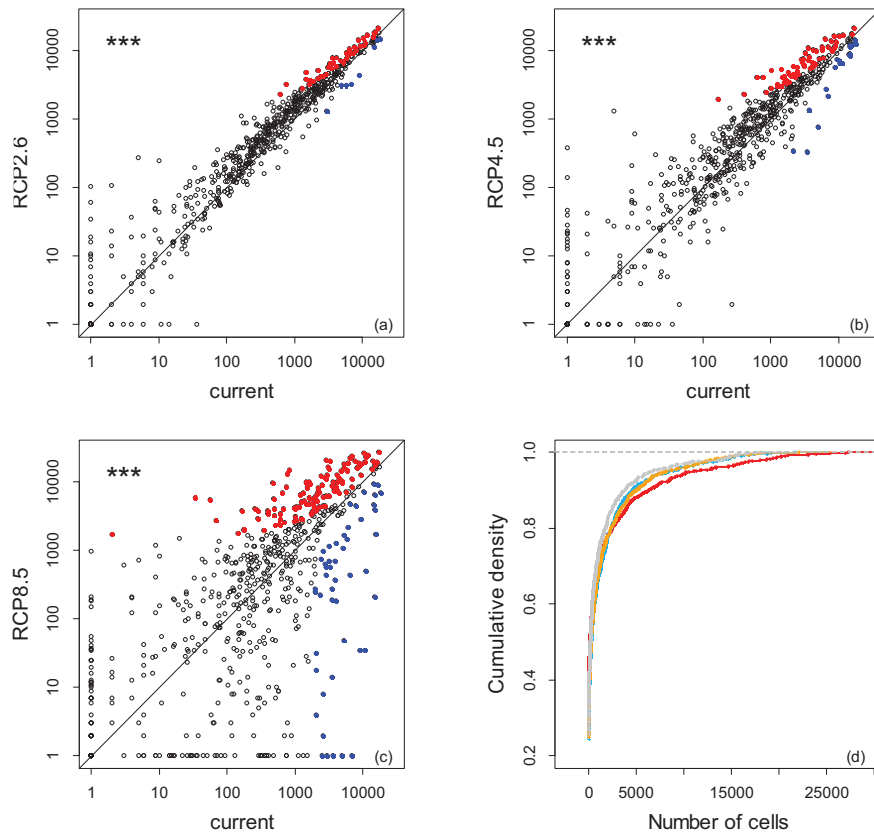 ***
RCP2.6
10000
1000
100
10
1
(a)
1 10 100 1000 10000
current
***
RCP4.5
10000
1000
100
10
1
(b)
1 10 100 1000 10000
current
***
RCP8.5
10000
1000
100
10
1
(c)
1 10 100 1000 10000
current
Cumulative density
1.0
0.8
0.6
0.4
0.2
(d)
0 5000 15000 25000
Number of cells